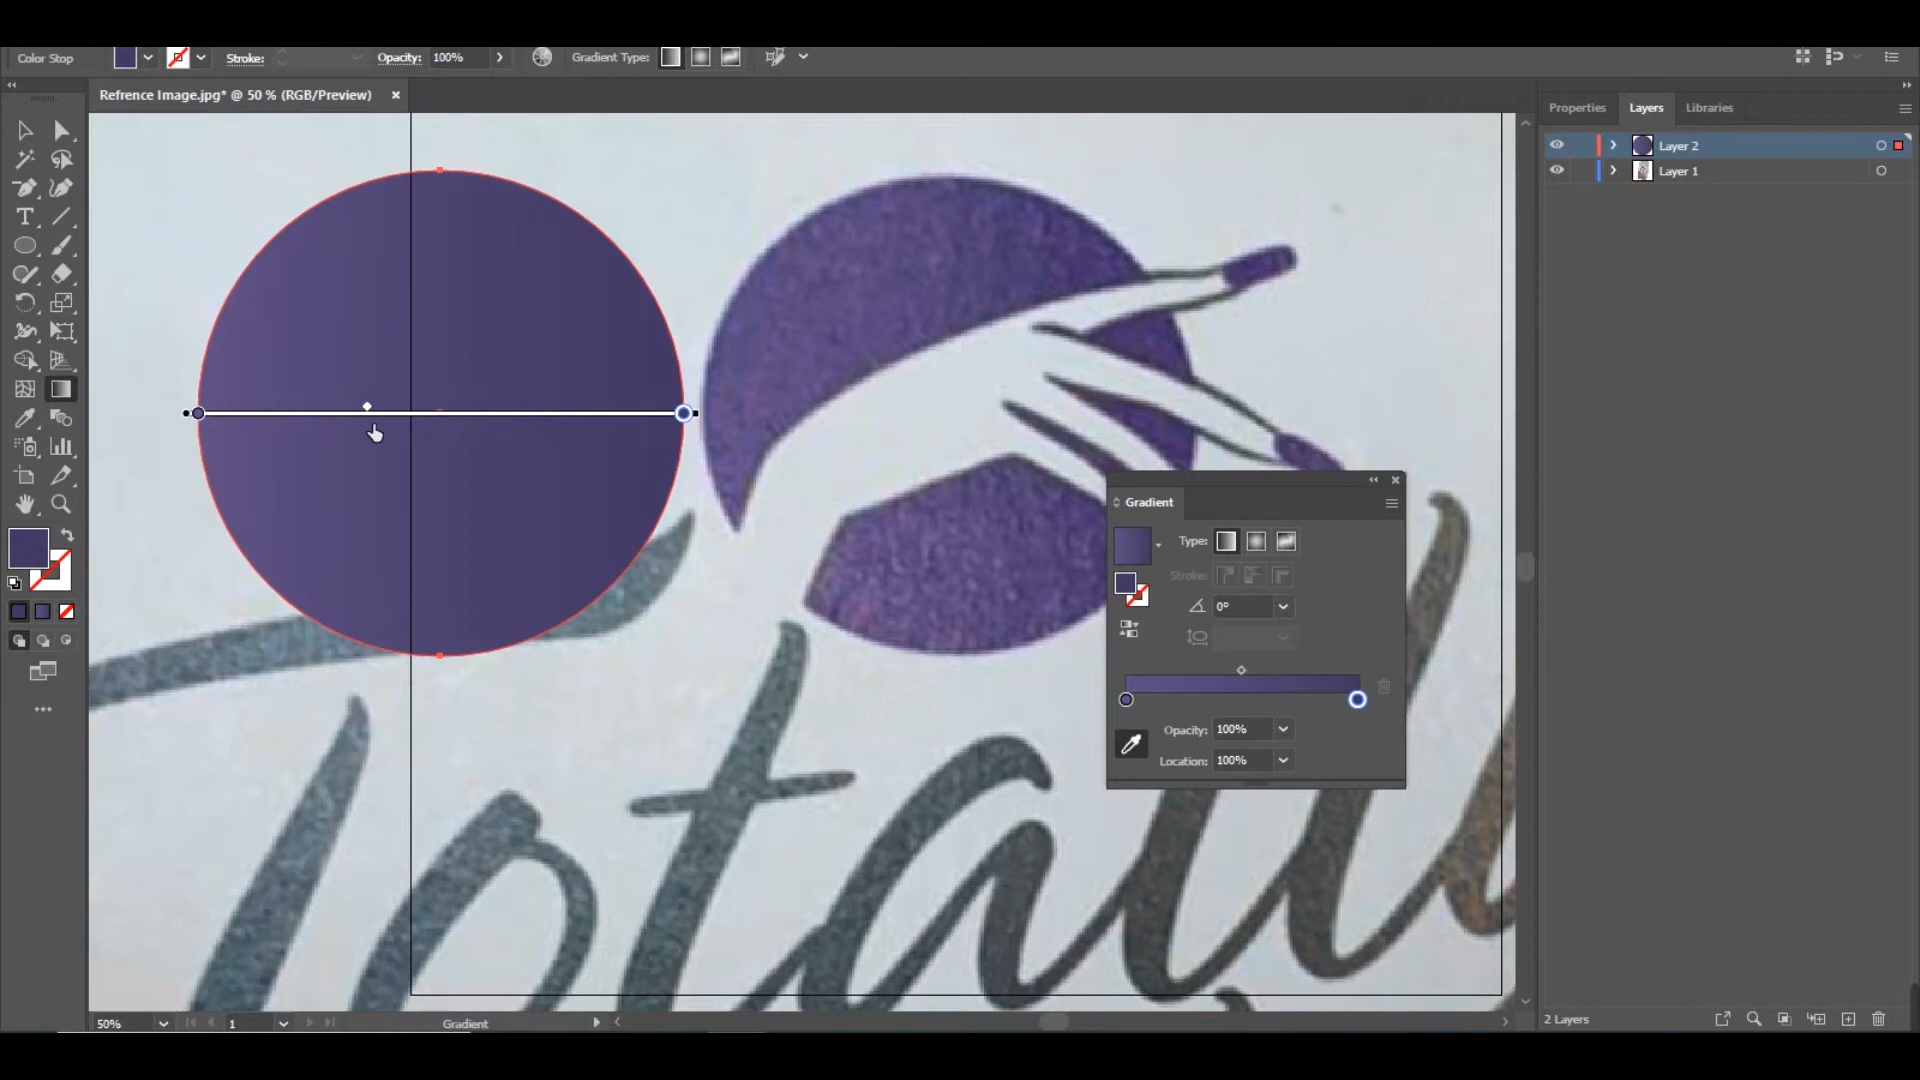 Color Stop Stroke: Opacity: 100% Gradient Type:
Refrence Image.jpg* @ 50 % (RGB/Preview)
Properties Layers Libraries
Layer 2
Layer 1
Gradient
Type:
Stroke:
0°
Opacity: 100%
Location: 100%
Totall
50% 1 Gradient
2 Layers